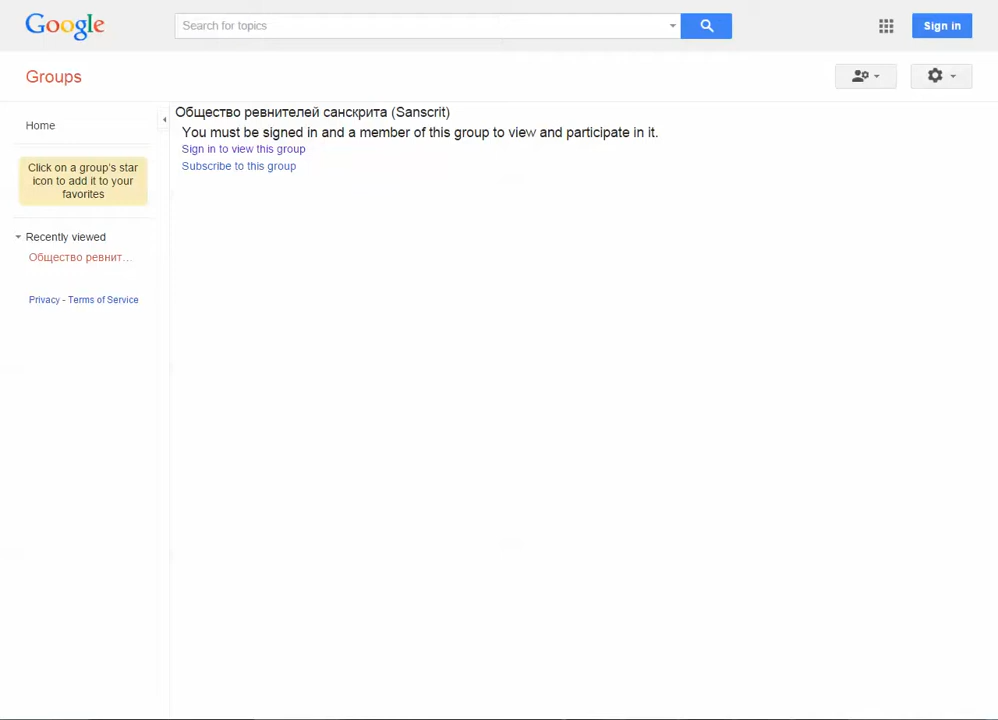 Google
Search for topics
Sign in
Groups
Home
Click on a group's star
icon to add it to your
favorites
Recently viewed
Общество ревнит...
Privacy - Terms of Service
Общество ревнителей санскрита (Sanscrit)
You must be signed in and a member of this group to view and participate in it.
Sign in to view this group
Subscribe to this group